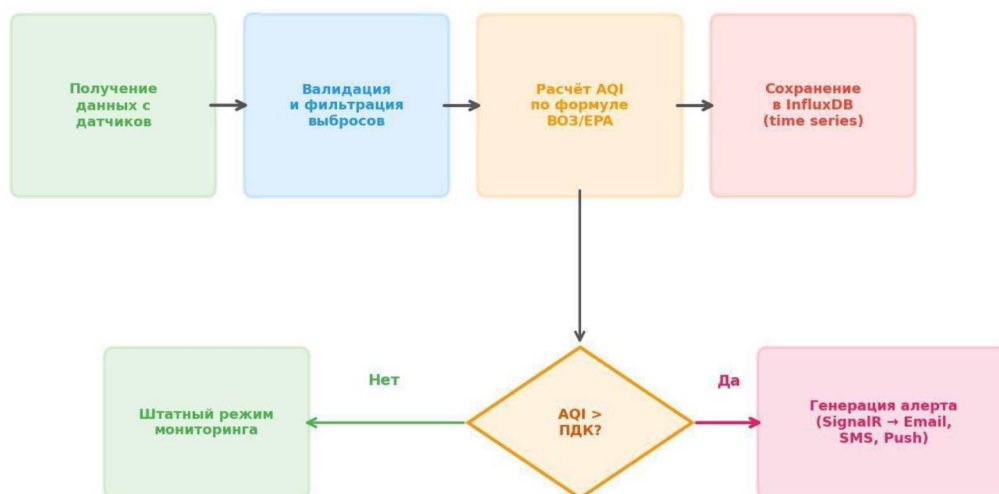 Получение
данных с
датчиков
Валидация
и фильтрация
выбросов
Расчёт AQI
по формуле
ВОЗ/EPA
Сохранение
в InfluxDB
(time series)
Нет
Да
Штатный режим
мониторинга
AQI >
ПДК?
Генерация алерта
(SignalR → Email,
SMS, Push)